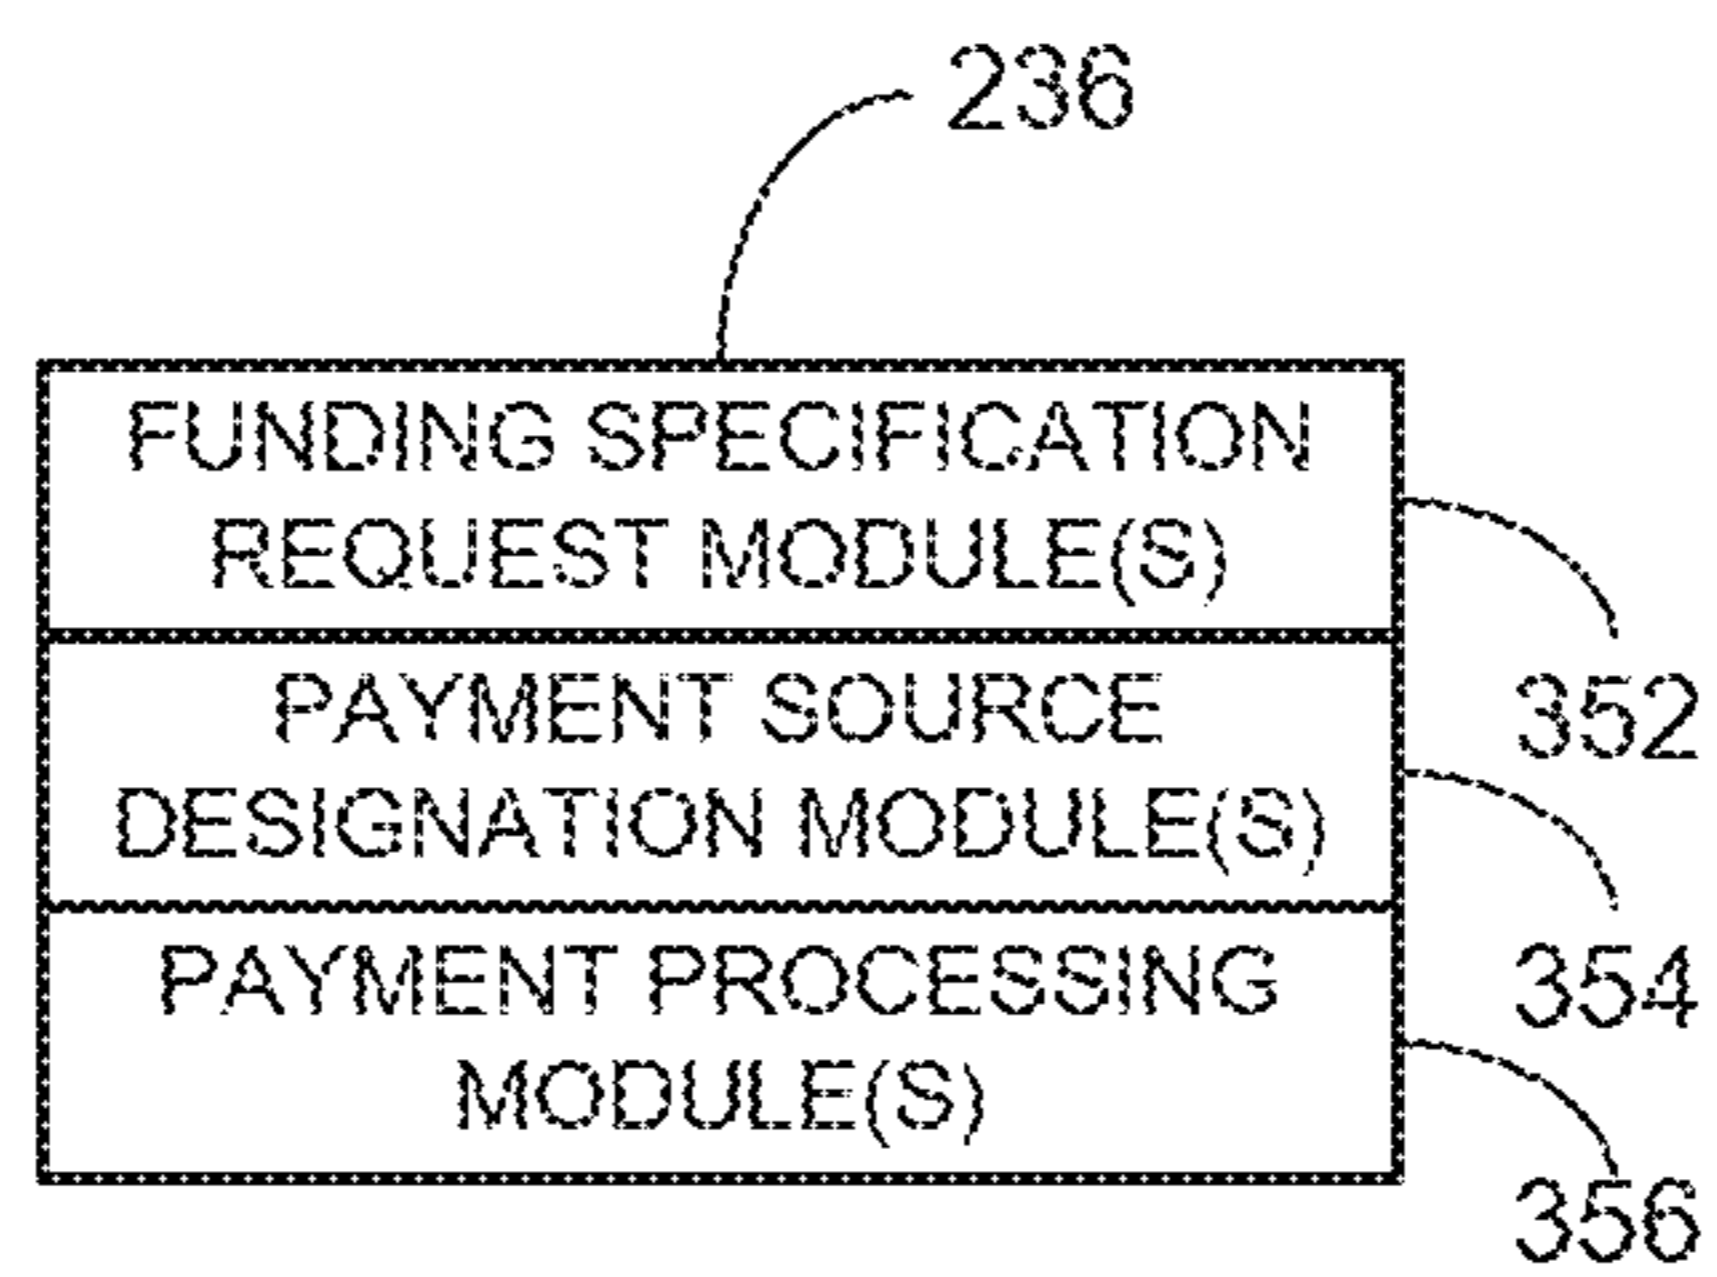 236
FUNDING SPECIFICATION
REQUEST MODULE(S)
352
PAYMENT SOURCE
DESIGNATION MODULE(S)
354
PAYMENT PROCESSING
MODULE(S)
356